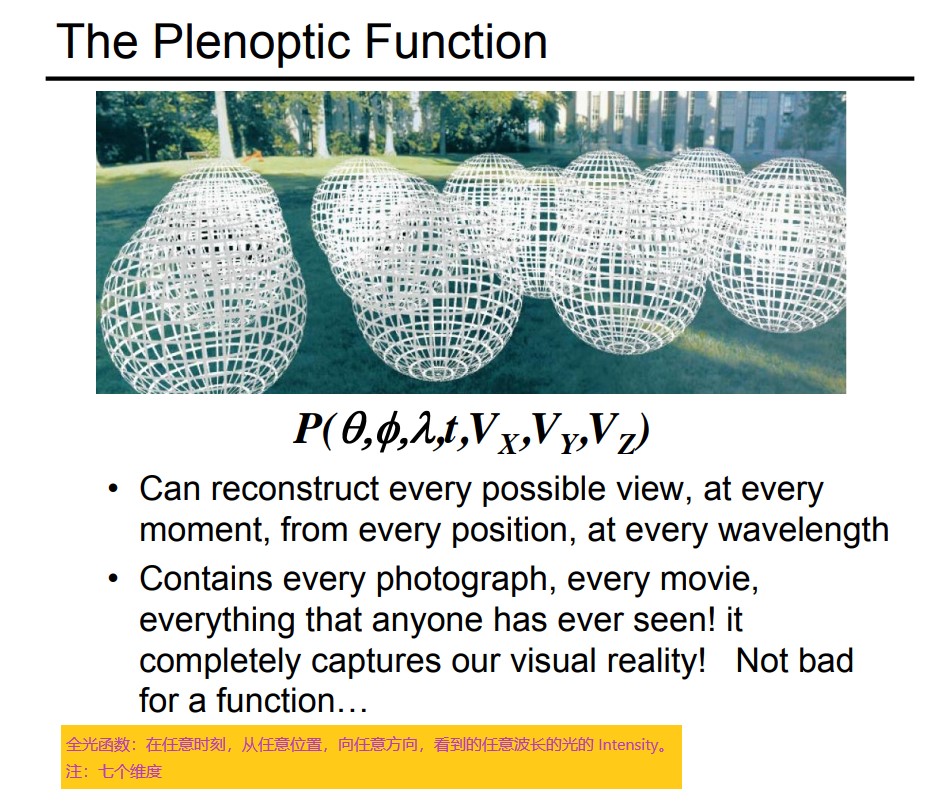 The Plenoptic Function
P(θ,ϕ,λ,t,V_X,V_Y,V_Z)
• Can reconstruct every possible view, at every
moment, from every position, at every wavelength
• Contains every photograph, every movie,
everything that anyone has ever seen! it
completely captures our visual reality!   Not bad
for a function…
全光函数：在任意时刻，从任意位置，向任意方向，看到的任意波长的光的 Intensity。
注：七个维度